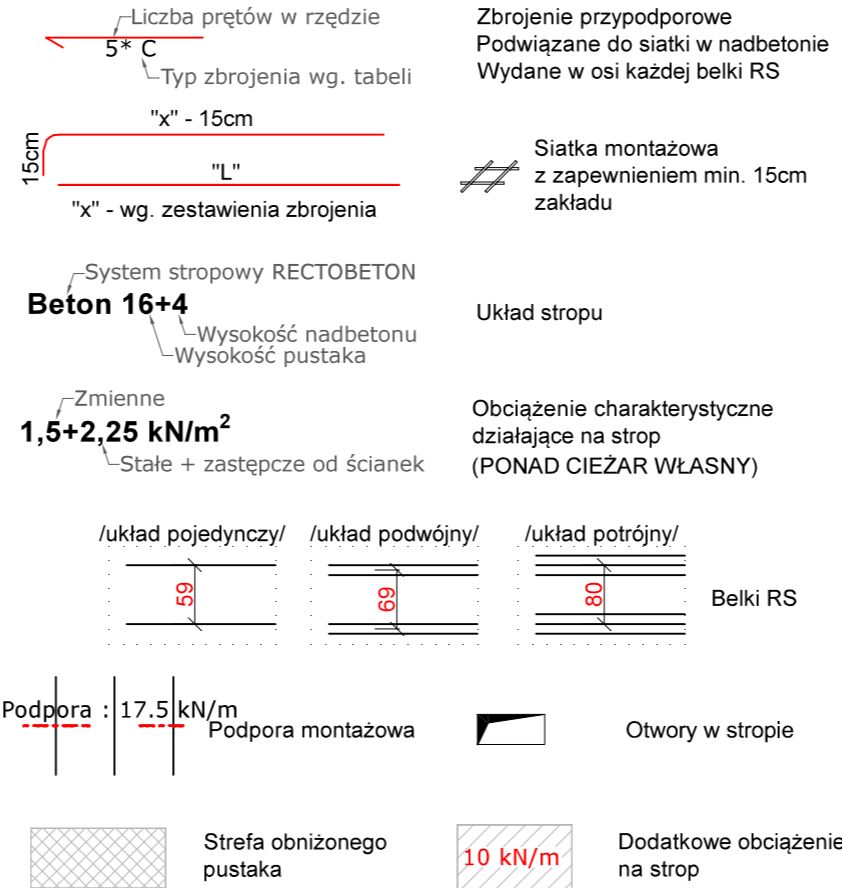 Liczba prętów w rzędzie
5* C
Typ zbrojenia wg. tabeli
Zbrojenie przypodporowe
Podwiązane do siatki w nadbetonie
Wydane w osi każdej belki RS
"x" - 15cm
15cm
"L"
"x" - wg. zestawienia zbrojenia
Siatka montażowa
z zapewnieniem min. 15cm
zakładu
System stropowy RECTOBETON
Beton 16+4
Wysokość nadbetonu
Wysokość pustaka
Układ stropu
Zmienne
1,5+2,25 kN/m²
Stałe + zastępcze od ścianek
Obciążenie charakterystyczne
działające na strop
(PONAD CIEŻAR WŁASNY)
/układ pojedynczy/
/układ podwójny/
/układ potrójny/
59
69
80
Belki RS
Podpora : 17.5 kN/m
Podpora montażowa
Otwory w stropie
Strefa obniżonego
pustaka
10 kN/m
Dodatkowe obciążenie
na strop